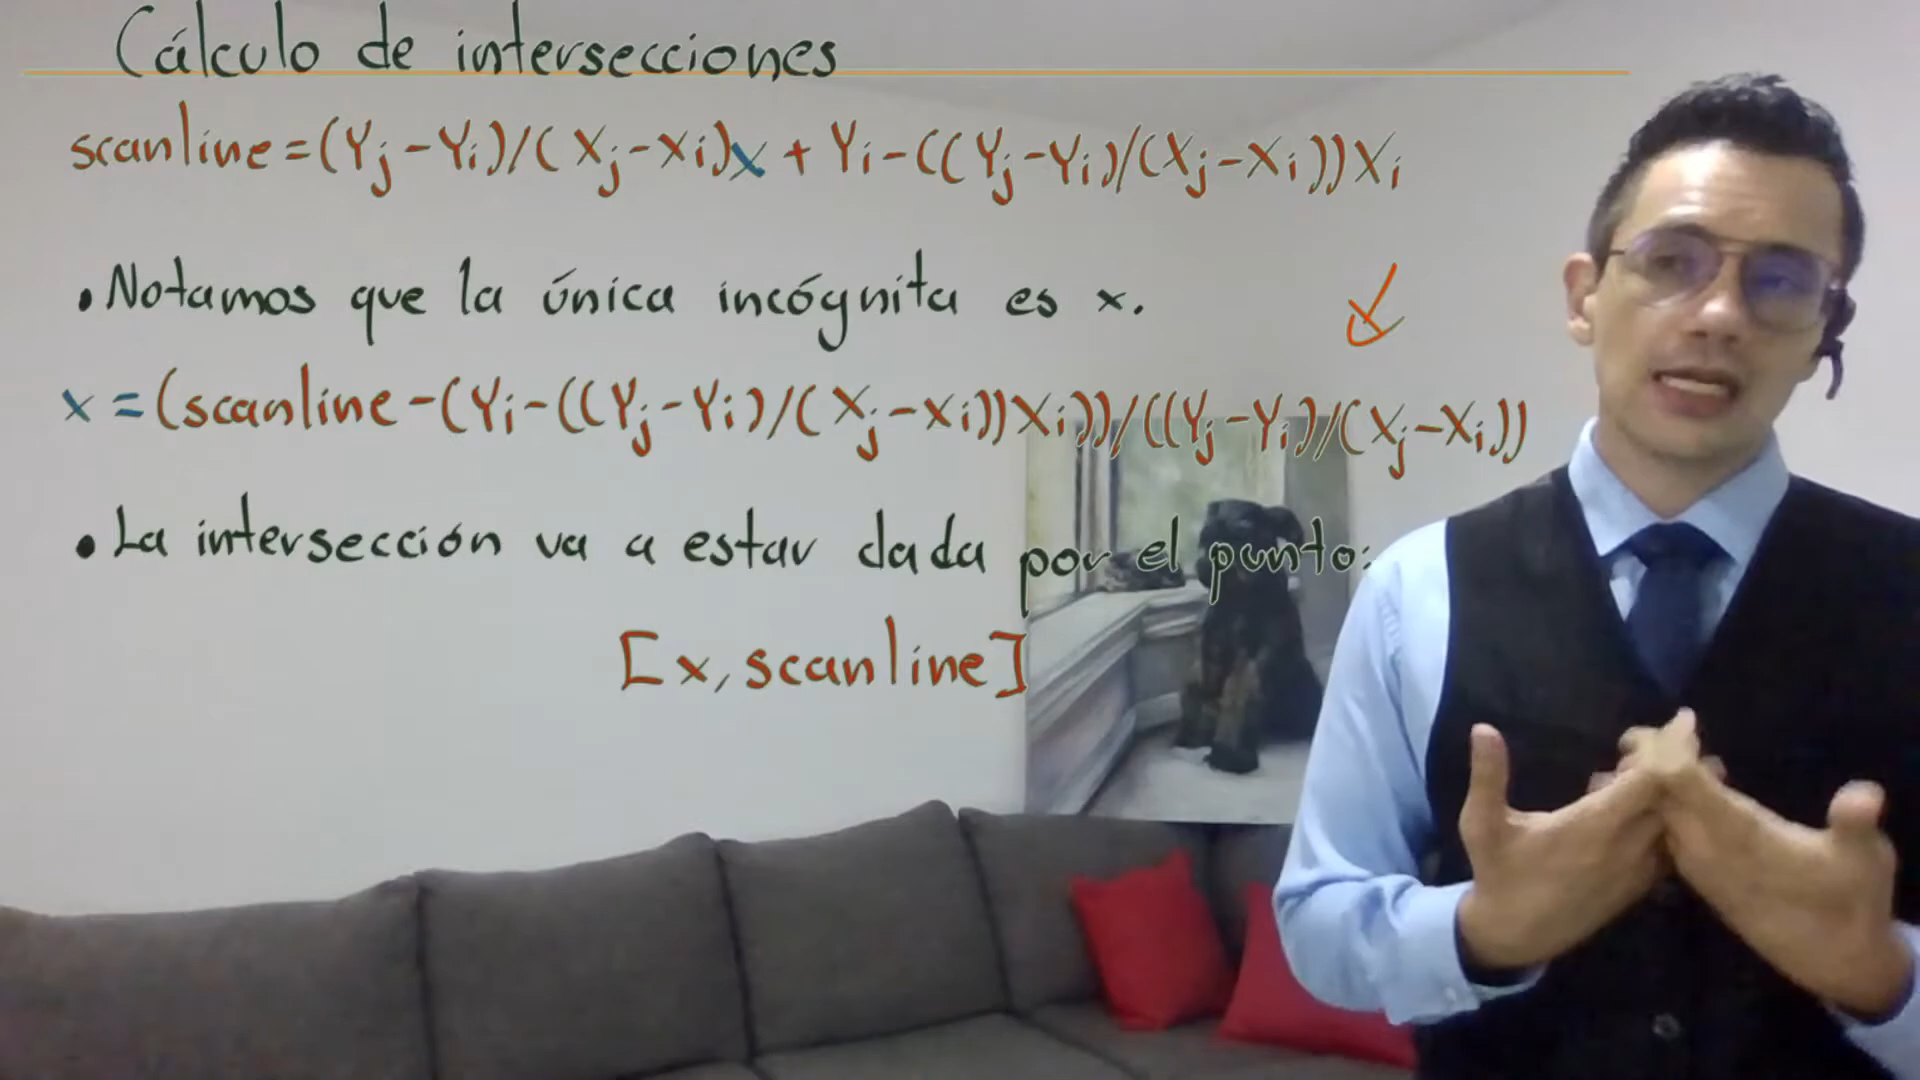 Cálculo de intersecciones
scanline=(Yj-Yi)/(Xj-Xi)x + Yi-((Yj-Yi)/(Xj-Xi))Xi
• Notamos que la única incógnita es x.
x=(scanline-(Yi-((Yj-Yi)/(Xj-Xi))Xi))/((Yj-Yi)/(Xj-Xi))
• La intersección va a estar dada por el punto:
[x, scanline]